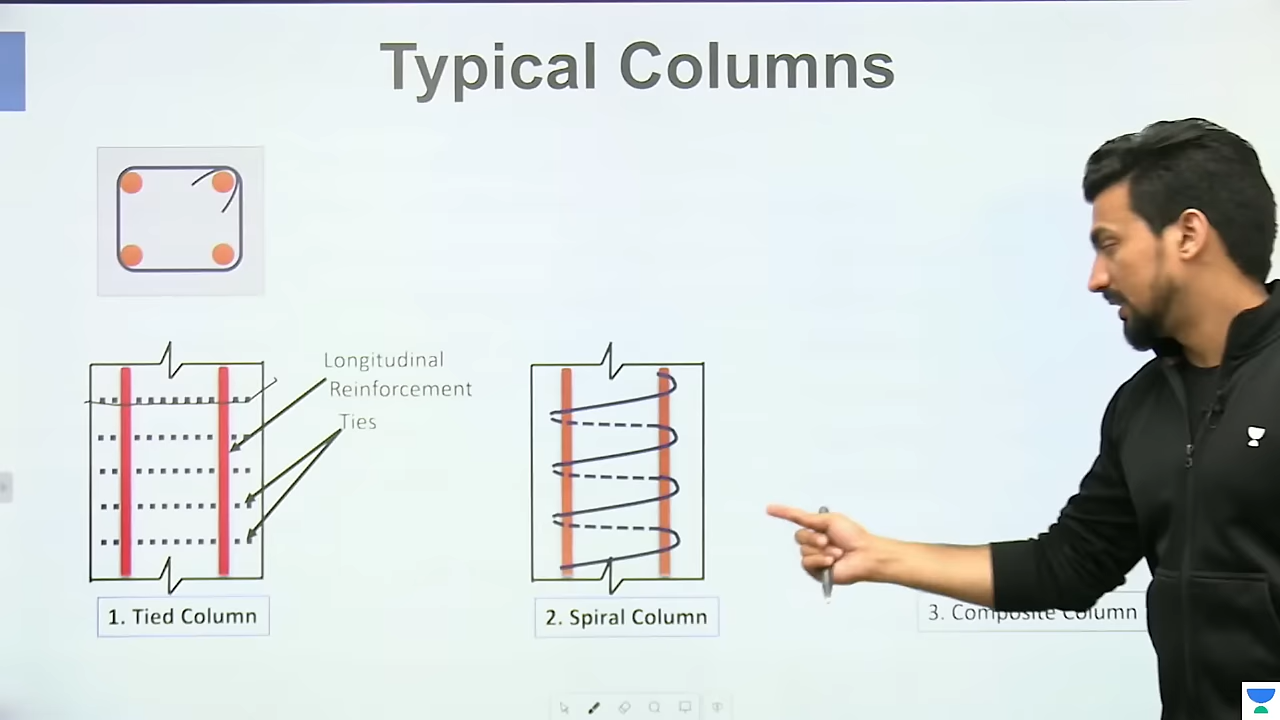 Typical Columns
Longitudinal
Reinforcement
Ties
1. Tied Column
2. Spiral Column
3. Composite Column